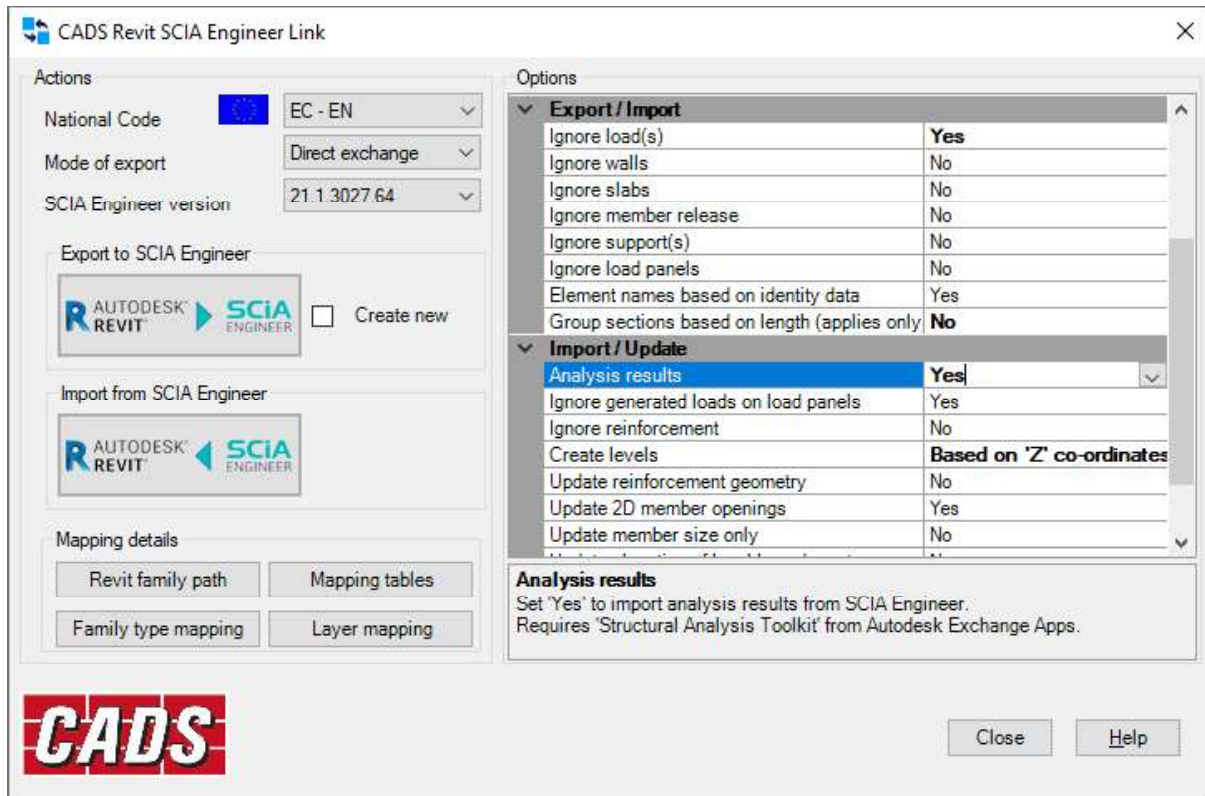 CADS Revit SCIA Engineer Link
Actions
National Code
EC - EN
Mode of export
Direct exchange
SCIA Engineer version
21.1.3027.64
Export to SCIA Engineer
R AUTODESK® REVIT® SCiA ENGINEER
Create new
Import from SCIA Engineer
R AUTODESK® REVIT® SCiA ENGINEER
Mapping details
Revit family path Mapping tables
Family type mapping Layer mapping
Options
Export / Import
Ignore load(s) Yes
Ignore walls No
Ignore slabs No
Ignore member release No
Ignore support(s) No
Ignore load panels No
Element names based on identity data Yes
Group sections based on length (applies only No
Import / Update
Analysis results Yes
Ignore generated loads on load panels Yes
Ignore reinforcement No
Create levels Based on 'Z' co-ordinates
Update reinforcement geometry No
Update 2D member openings Yes
Update member size only No
Analysis results
Set 'Yes' to import analysis results from SCIA Engineer.
Requires 'Structural Analysis Toolkit' from Autodesk Exchange Apps.
CADS
Close Help